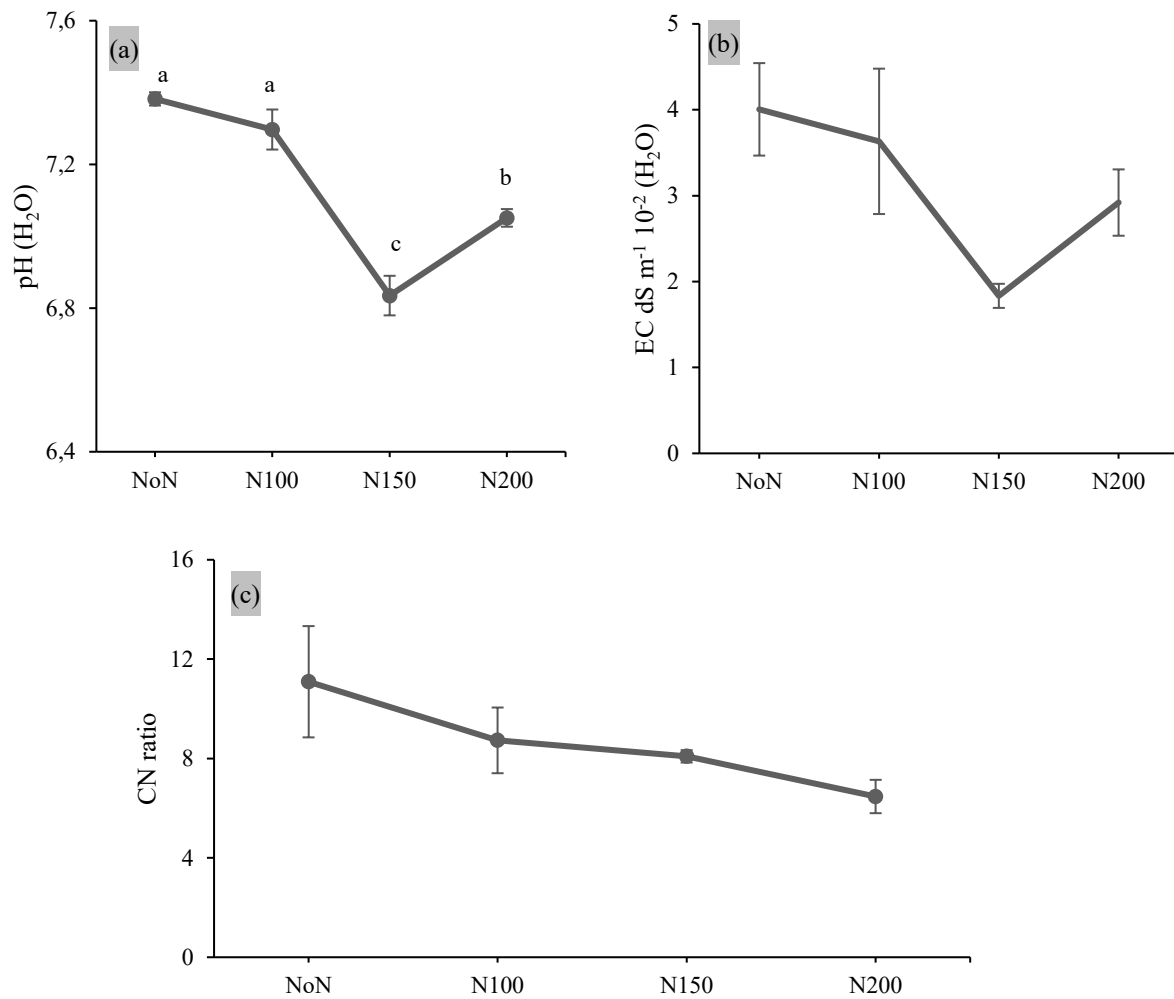 (a)
7,6
7,2
6,8
6,4
pH (H₂O)
a
a
c
b
NoN N100 N150 N200
(b)
5
4
3
2
1
0
EC dS m⁻¹ 10⁻² (H₂O)
NoN N100 N150 N200
(c)
16
12
8
4
0
CN ratio
NoN N100 N150 N200